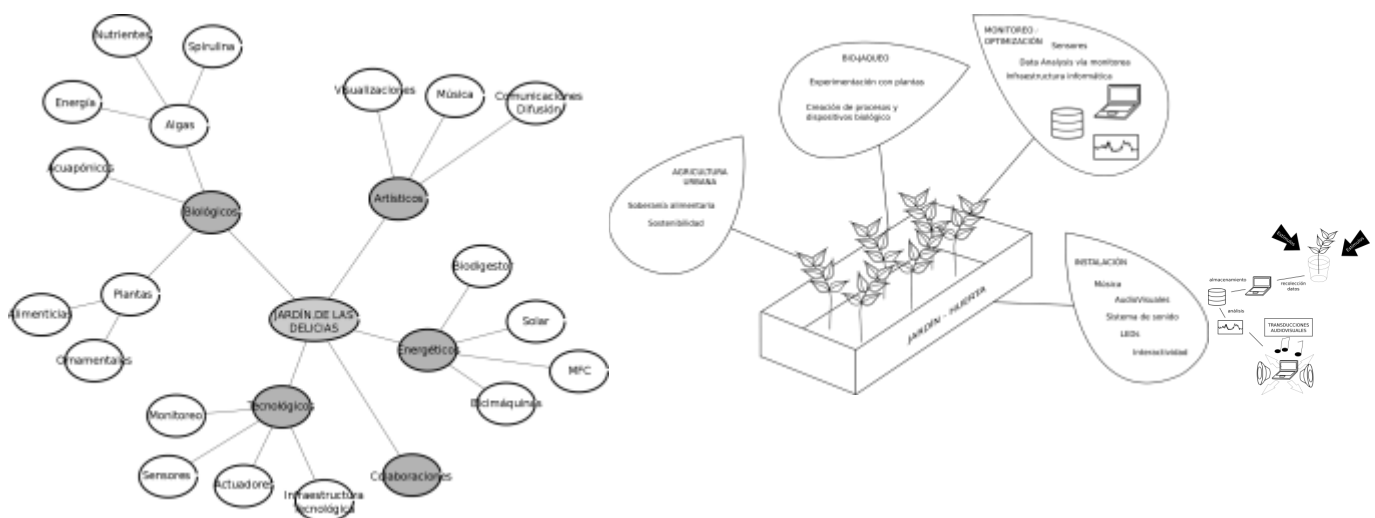 Nutrientes
Spirulina
Energía
Algas
Acuapónicos
Biológicos
Plantas
Alimenticias
Ornamentales
Visualizaciones
Música
Comunicaciones
Difusión
Artísticos
JARDÍN DE LAS
DELICIAS
Biodigestor
Solar
Energéticos
MFC
Bicimáquinas
Tecnológicos
Monitoreo
Sensores
Actuadores
Infraestructura
Tecnológica
Colaboraciones
AGRICULTURA
URBANA
Soberanía alimentaria
Sostenibilidad
BIOJAQUEO
Experimentación con plantas
Creación de procesos y
dispositivos biológico
MONITOREO -
OPTIMIZACIÓN
Sensores
Data Analysis vía monitorea
Infraestructura informática
JARDÍN - HUERTA
INSTALACIÓN
Música
AudioVisuales
Sistema de sonido
LEDs
Interactividad
almacenamiento
recolección
datos
análisis
TRANSDUCCIONES
AUDIOVISUALES